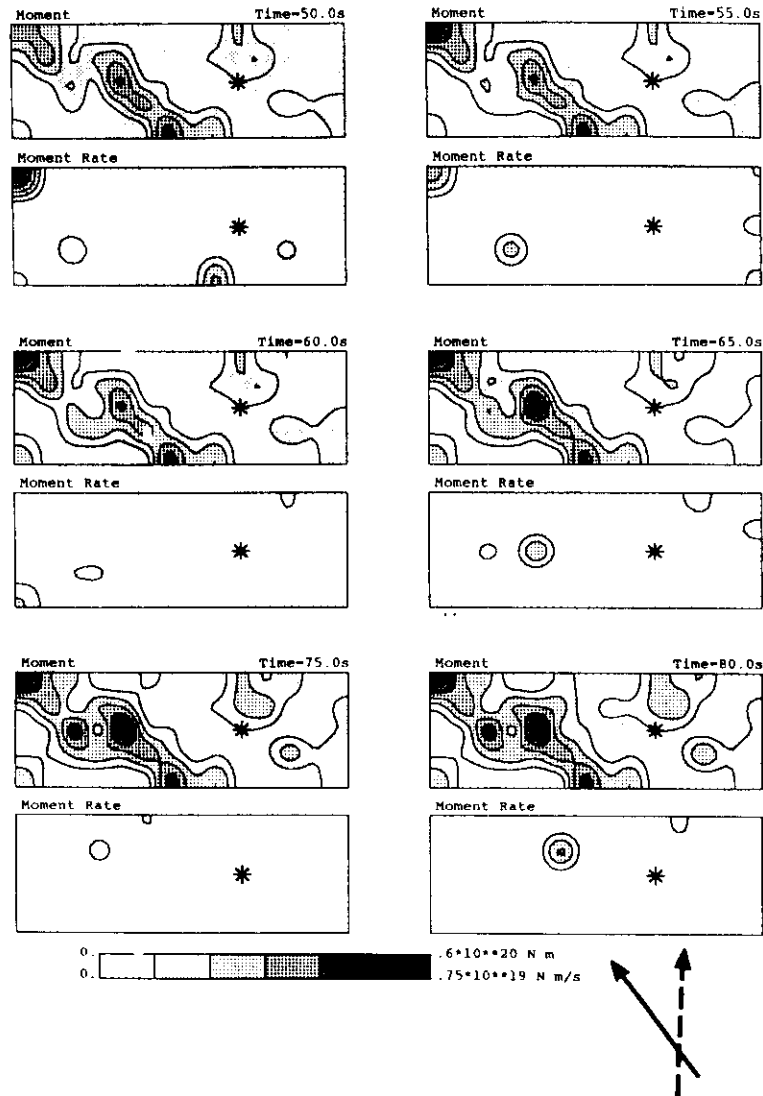 Moment Time=50.0s
Moment Time=55.0s
Moment Rate
Moment Rate
Moment Time=60.0s
Moment Time=65.0s
Moment Rate
Moment Rate
Moment Time=75.0s
Moment Time=80.0s
Moment Rate
Moment Rate
0. .6*10**20 N m
0. .75*10**19 N m/s